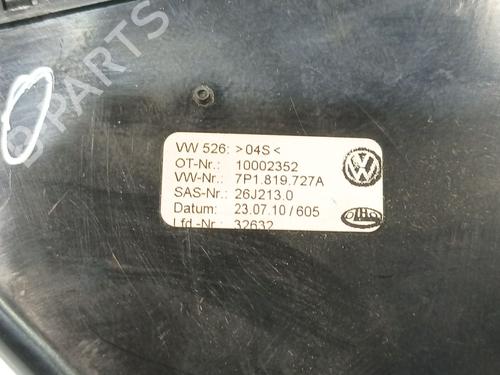 B PARTS
VW 526: >04S<
OT-Nr.: 10002352
VW-Nr.: 7P1.819.727A
SAS-Nr.: 26J213.0
Datum: 23.07.10/605
Lfd.-Nr.: 32632